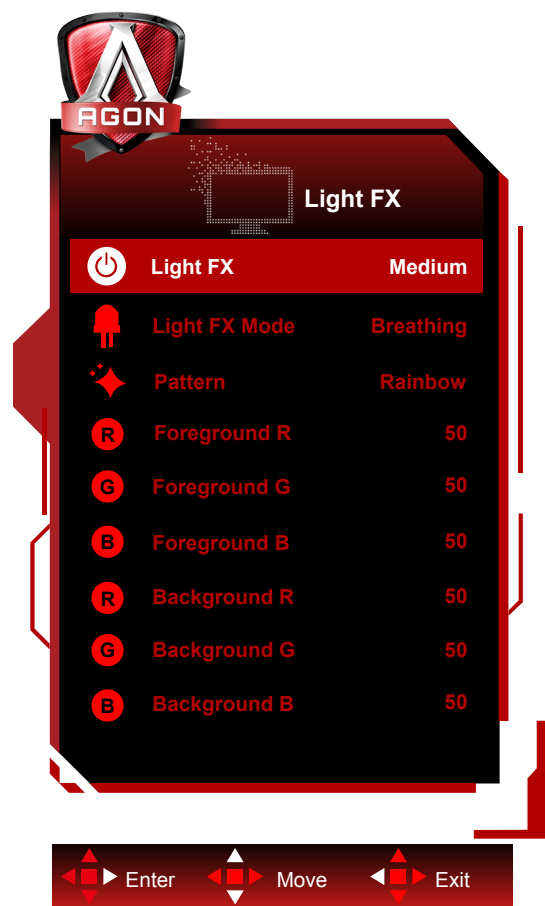 AGON
Light FX
Light FX Medium
Light FX Mode Breathing
Pattern Rainbow
R Foreground R 50
G Foreground G 50
B Foreground B 50
R Background R 50
G Background G 50
B Background B 50
Enter Move Exit